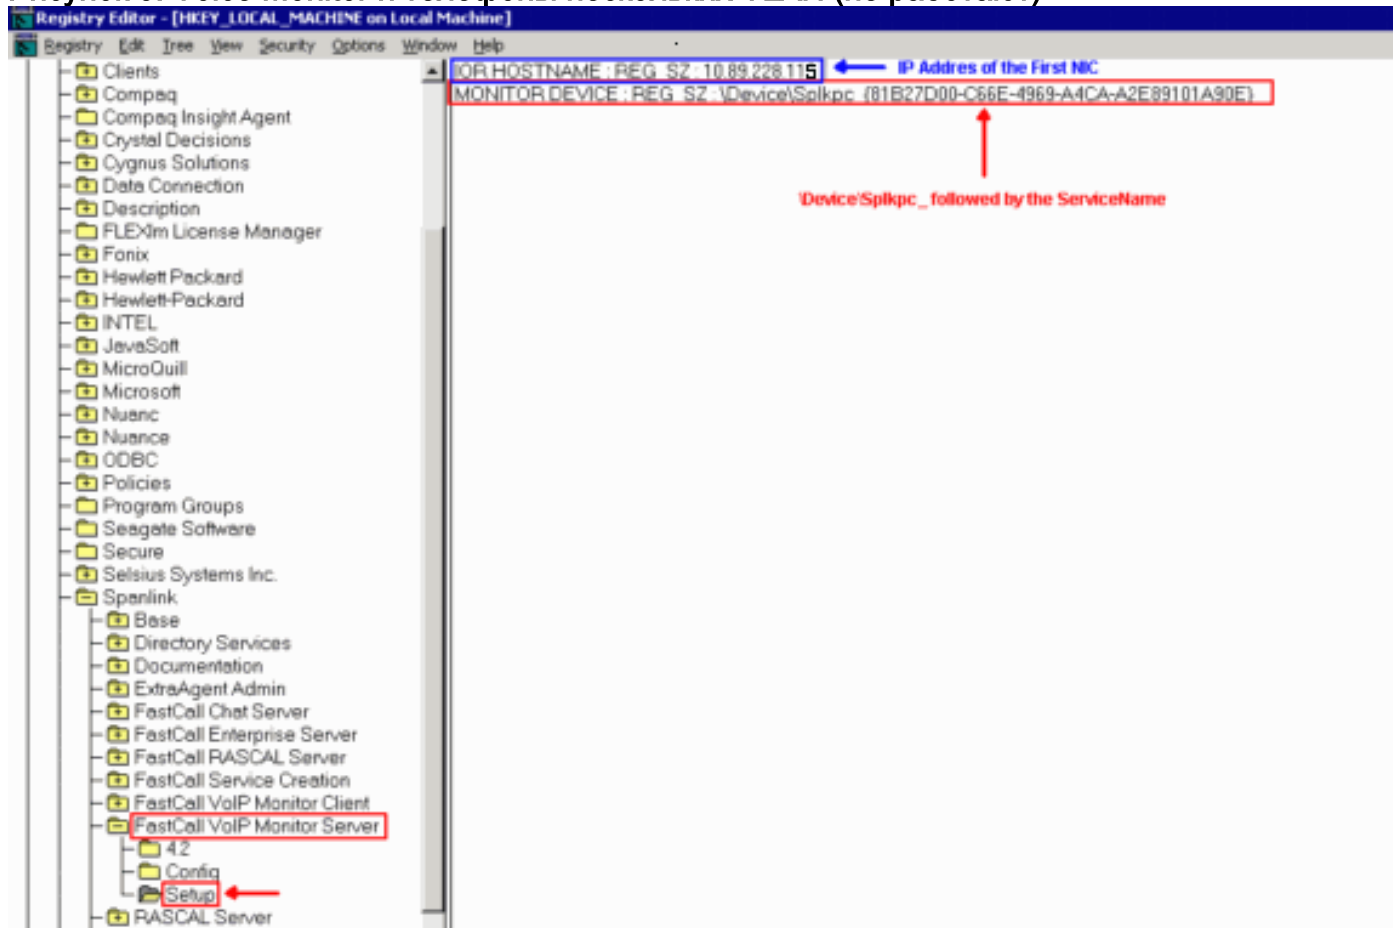 Registry Editor - [HKEY_LOCAL_MACHINE on Local Machine]
Registry Edit Tree View Security Options Window Help
Clients
Compaq
Compaq Insight Agent
Crystal Decisions
Cygnus Solutions
Data Connection
Description
FLEXlm License Manager
Fonix
Hewlett Packard
Hewlett-Packard
INTEL
JavaSoft
MicroQuill
Microsoft
Nuanc
Nuance
ODBC
Policies
Program Groups
Seagate Software
Secure
Selsius Systems Inc.
Spanlink
Base
Directory Services
Documentation
ExtraAgent Admin
FastCall Chat Server
FastCall Enterprise Server
FastCall RASCAL Server
FastCall Service Creation
FastCall VoIP Monitor Client
FastCall VoIP Monitor Server
4.2
Config
Setup
RASCAL Server
IOR HOSTNAME : REG_SZ : 10.89.228.115
IP Addres of the First NIC
MONITOR DEVICE : REG_SZ : \Device\Splkpc_{81B27D00-C66E-4969-A4CA-A2E89101A90E}
\Device\Splkpc_ followed by the ServiceName